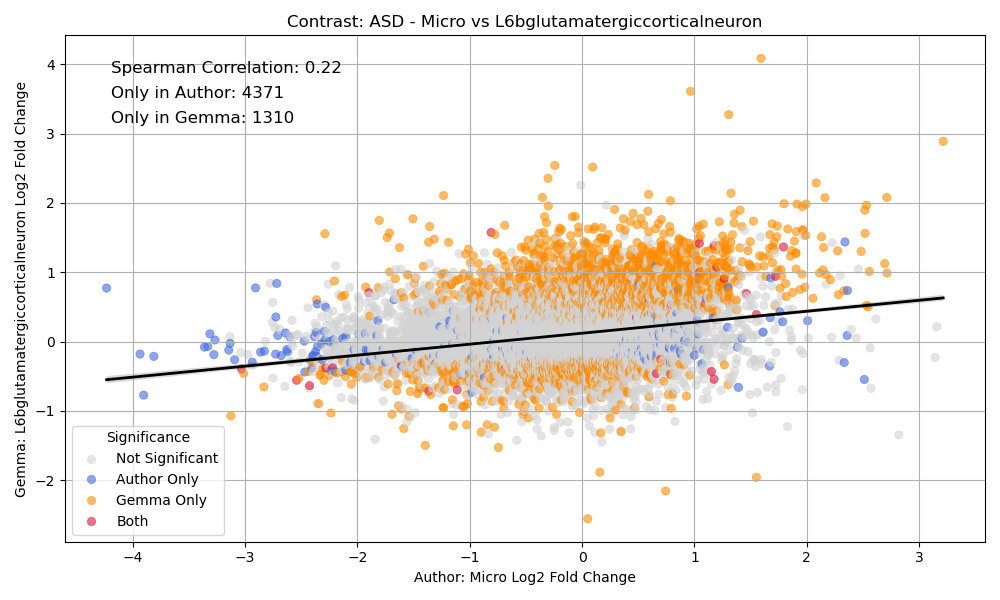 Contrast: ASD - Micro vs L6bglutamatergiccorticalneuron
Spearman Correlation: 0.22
Only in Author: 4371
Only in Gemma: 1310
Gemma: L6bglutamatergiccorticalneuron Log2 Fold Change
4
3
2
1
0
−1
−2
Significance
Not Significant
Author Only
Gemma Only
Both
−4 −3 −2 −1 0 1 2 3
Author: Micro Log2 Fold Change